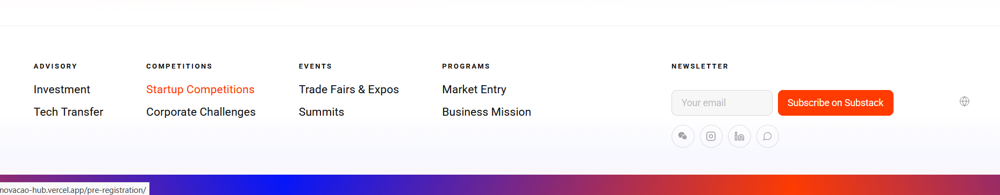 ADVISORY
Investment
Tech Transfer
COMPETITIONS
Startup Competitions
Corporate Challenges
EVENTS
Trade Fairs & Expos
Summits
PROGRAMS
Market Entry
Business Mission
NEWSLETTER
Your email
Subscribe on Substack
in
novacao-hub.vercel.app/pre-registration/